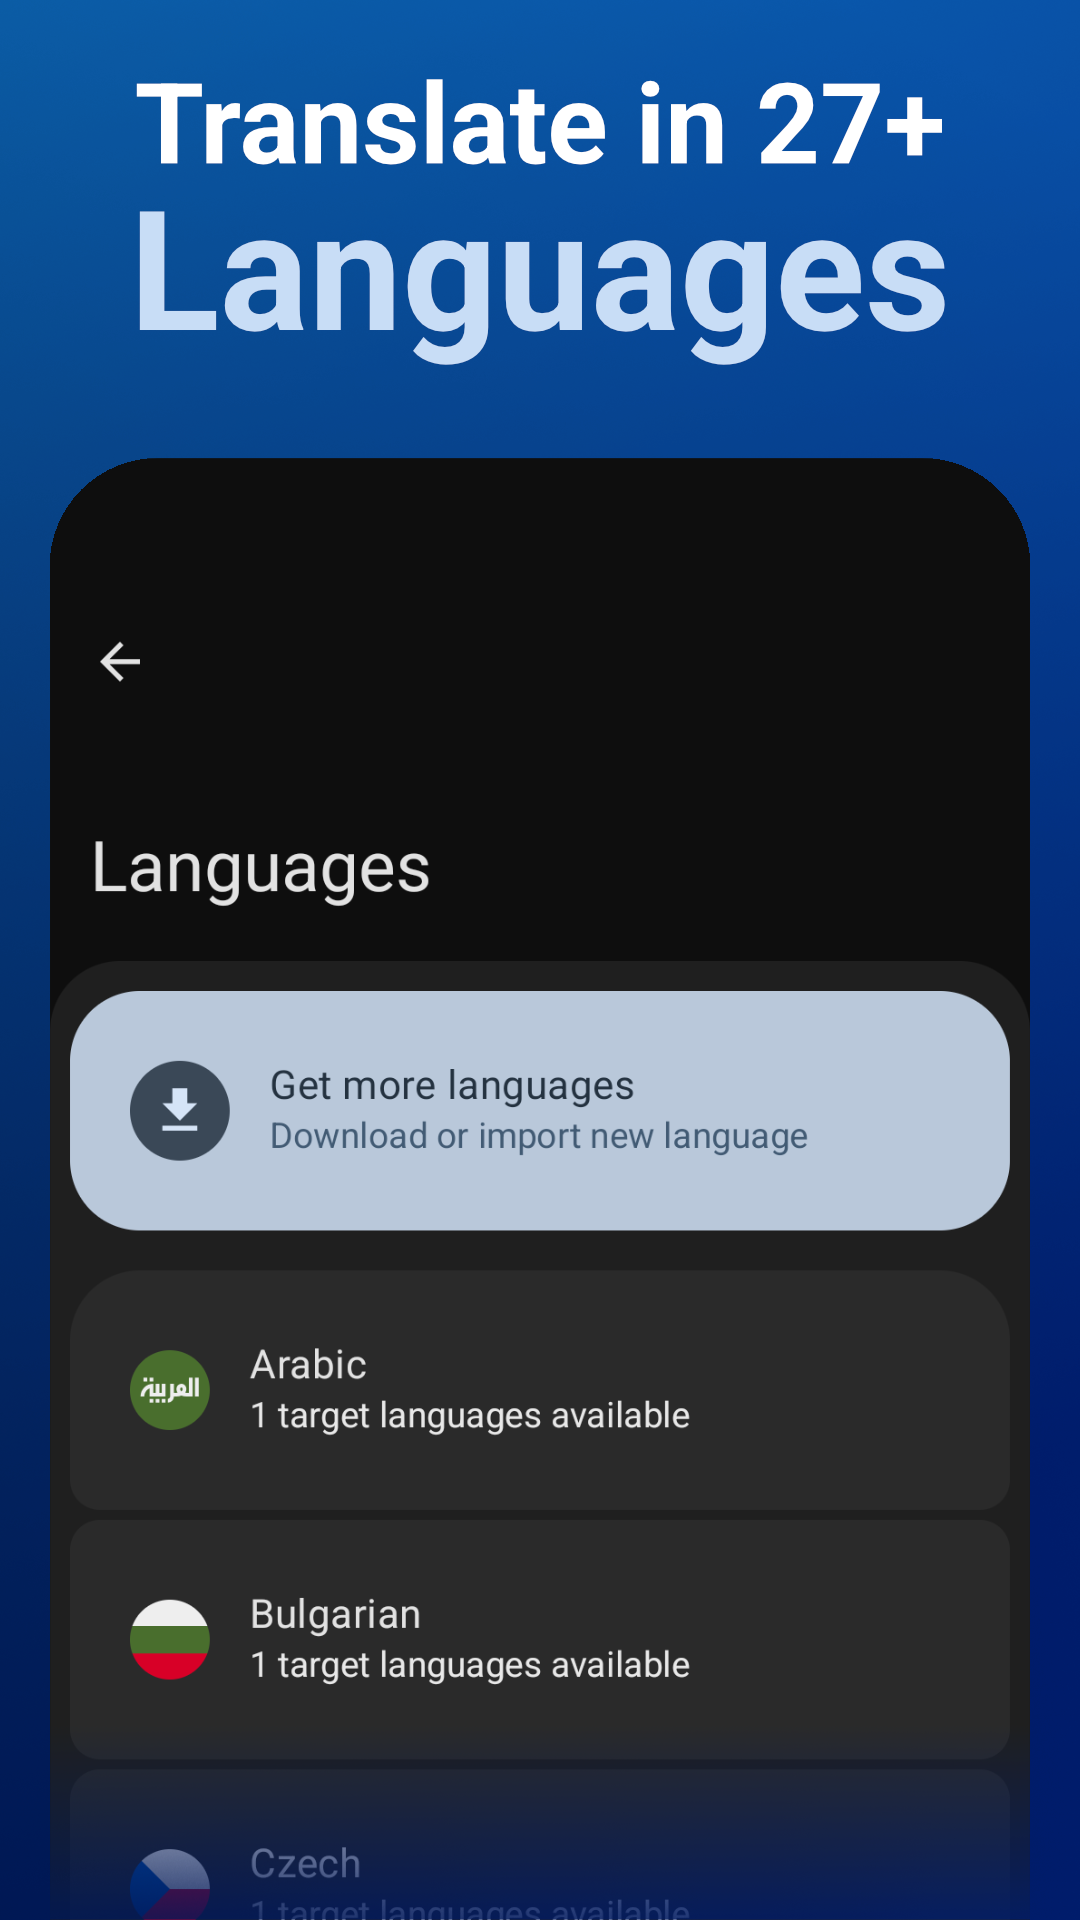 Translate in 27+
Languages
Languages
Get more languages
Download or import new language
العربية
Arabic
1 target languages available
Bulgarian
1 target languages available
Czech
1 target languages available